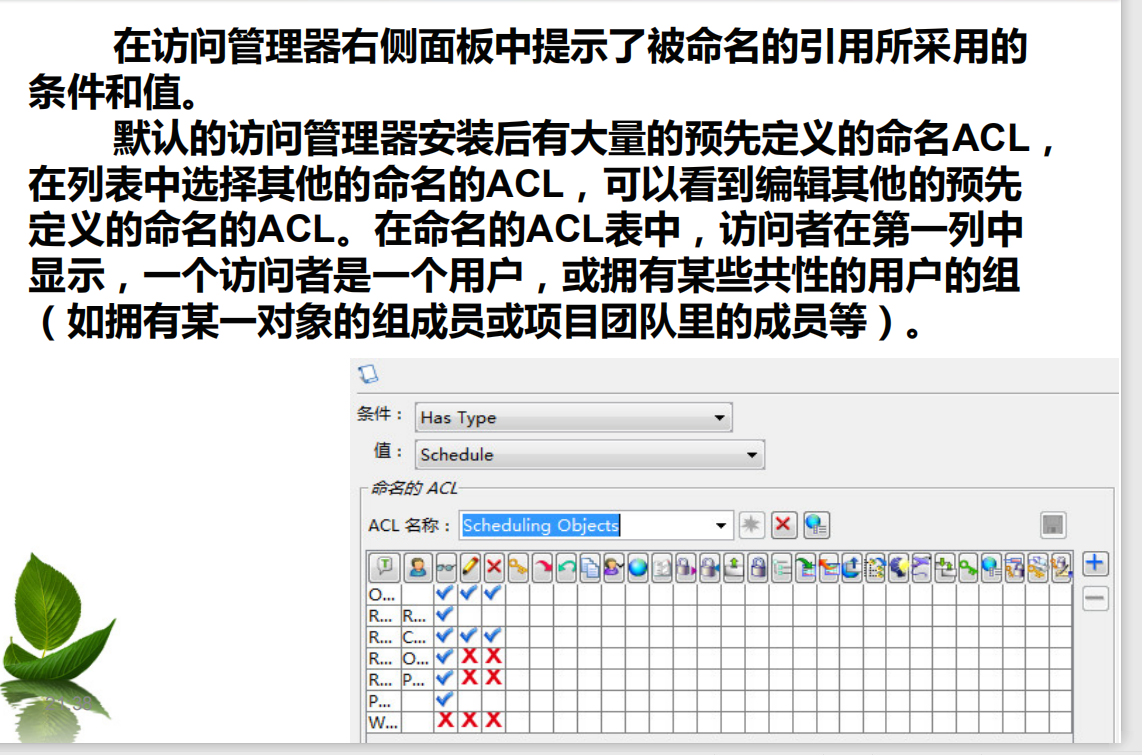 在访问管理器右侧面板中提示了被命名的引用所采用的
条件和值。
默认的访问管理器安装后有大量的预先定义的命名ACL，
在列表中选择其他的命名的ACL，可以看到编辑其他的预先
定义的命名的ACL。在命名的ACL表中，访问者在第一列中
显示，一个访问者是一个用户，或拥有某些共性的用户的组
（如拥有某一对象的组成员或项目团队里的成员等）。
条件： Has Type
值： Schedule
命名的 ACL
ACL 名称： Scheduling Objects
O...
R... R...
R... C...
R... O...
R... P...
P...
W...